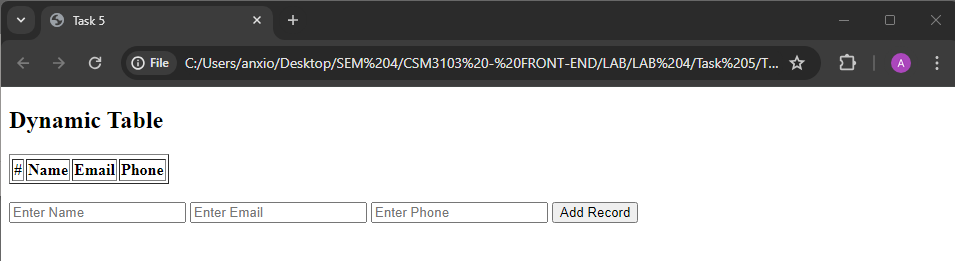 Task 5
File C:/Users/anxio/Desktop/SEM%204/CSM3103%20-%20FRONT-END/LAB/LAB%204/Task%205/T... A
Dynamic Table
# Name Email Phone
Enter Name Enter Email Enter Phone Add Record